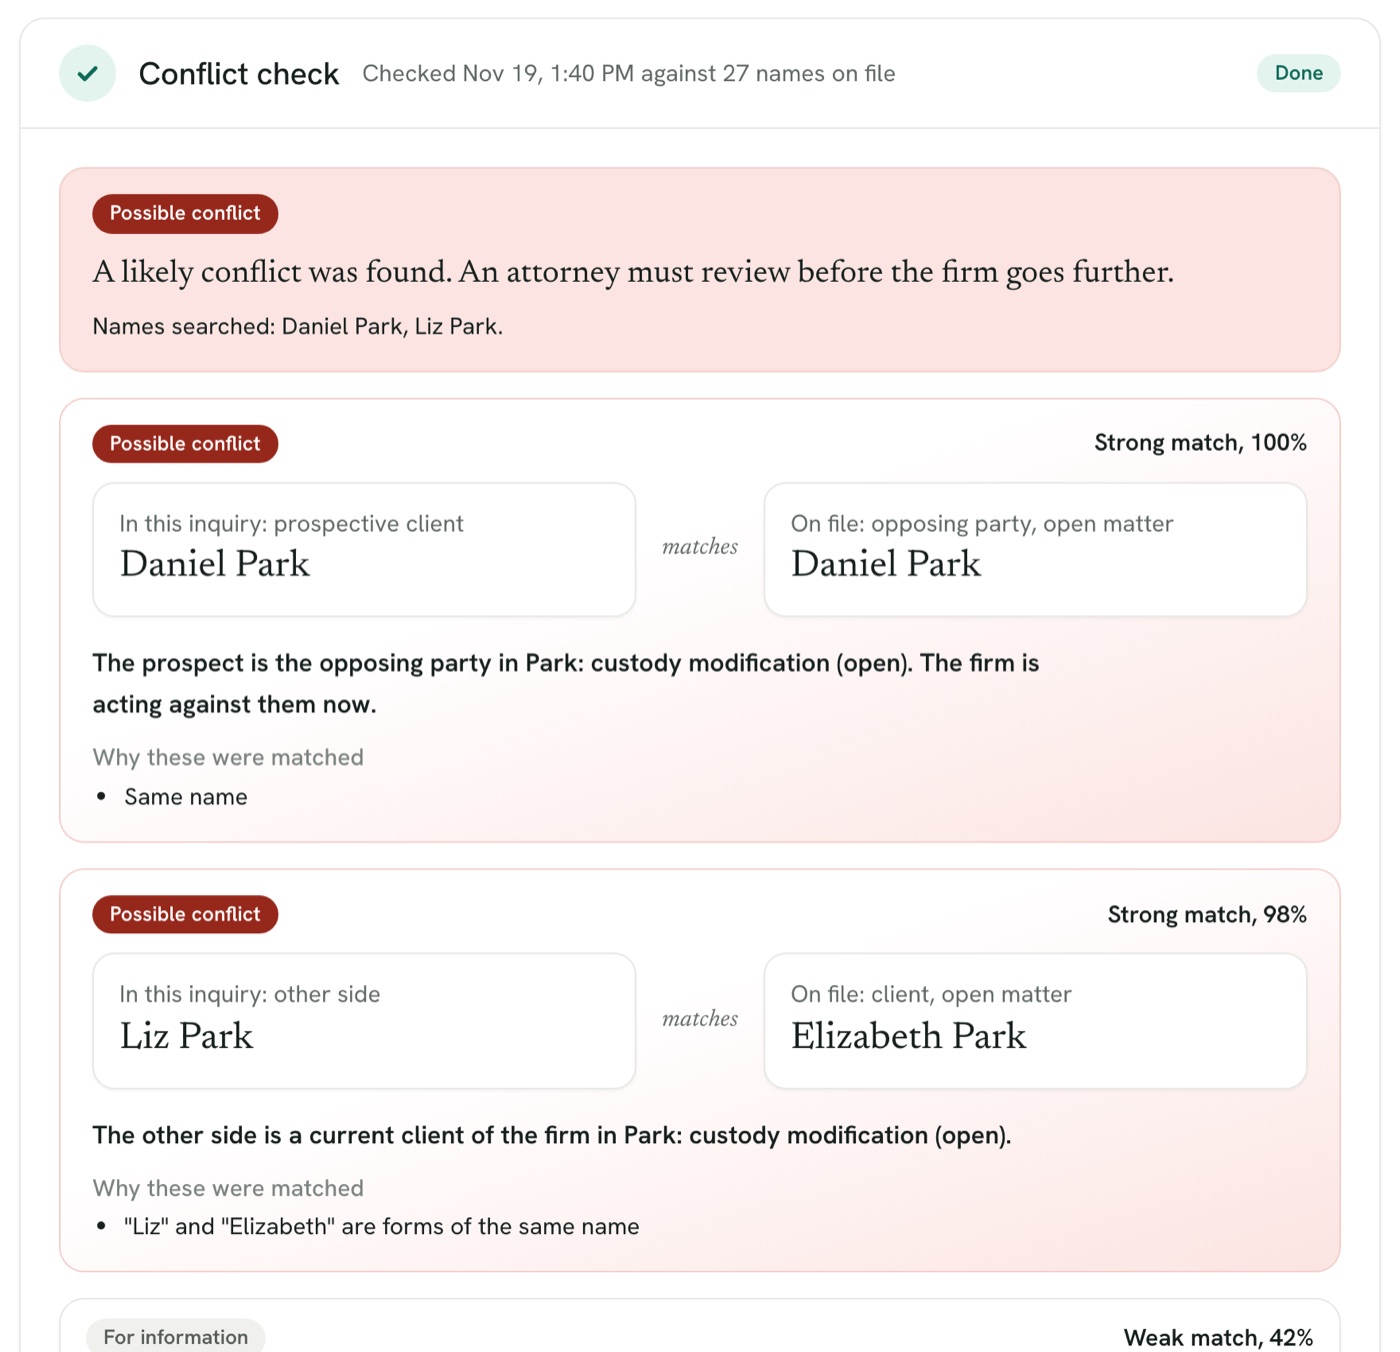 Conflict check Checked Nov 19, 1:40 PM against 27 names on file Done
Possible conflict
A likely conflict was found. An attorney must review before the firm goes further.
Names searched: Daniel Park, Liz Park.
Possible conflict Strong match, 100%
In this inquiry: prospective client
Daniel Park
matches
On file: opposing party, open matter
Daniel Park
The prospect is the opposing party in Park: custody modification (open). The firm is
acting against them now.
Why these were matched
• Same name
Possible conflict Strong match, 98%
In this inquiry: other side
Liz Park
matches
On file: client, open matter
Elizabeth Park
The other side is a current client of the firm in Park: custody modification (open).
Why these were matched
• "Liz" and "Elizabeth" are forms of the same name
For information Weak match, 42%